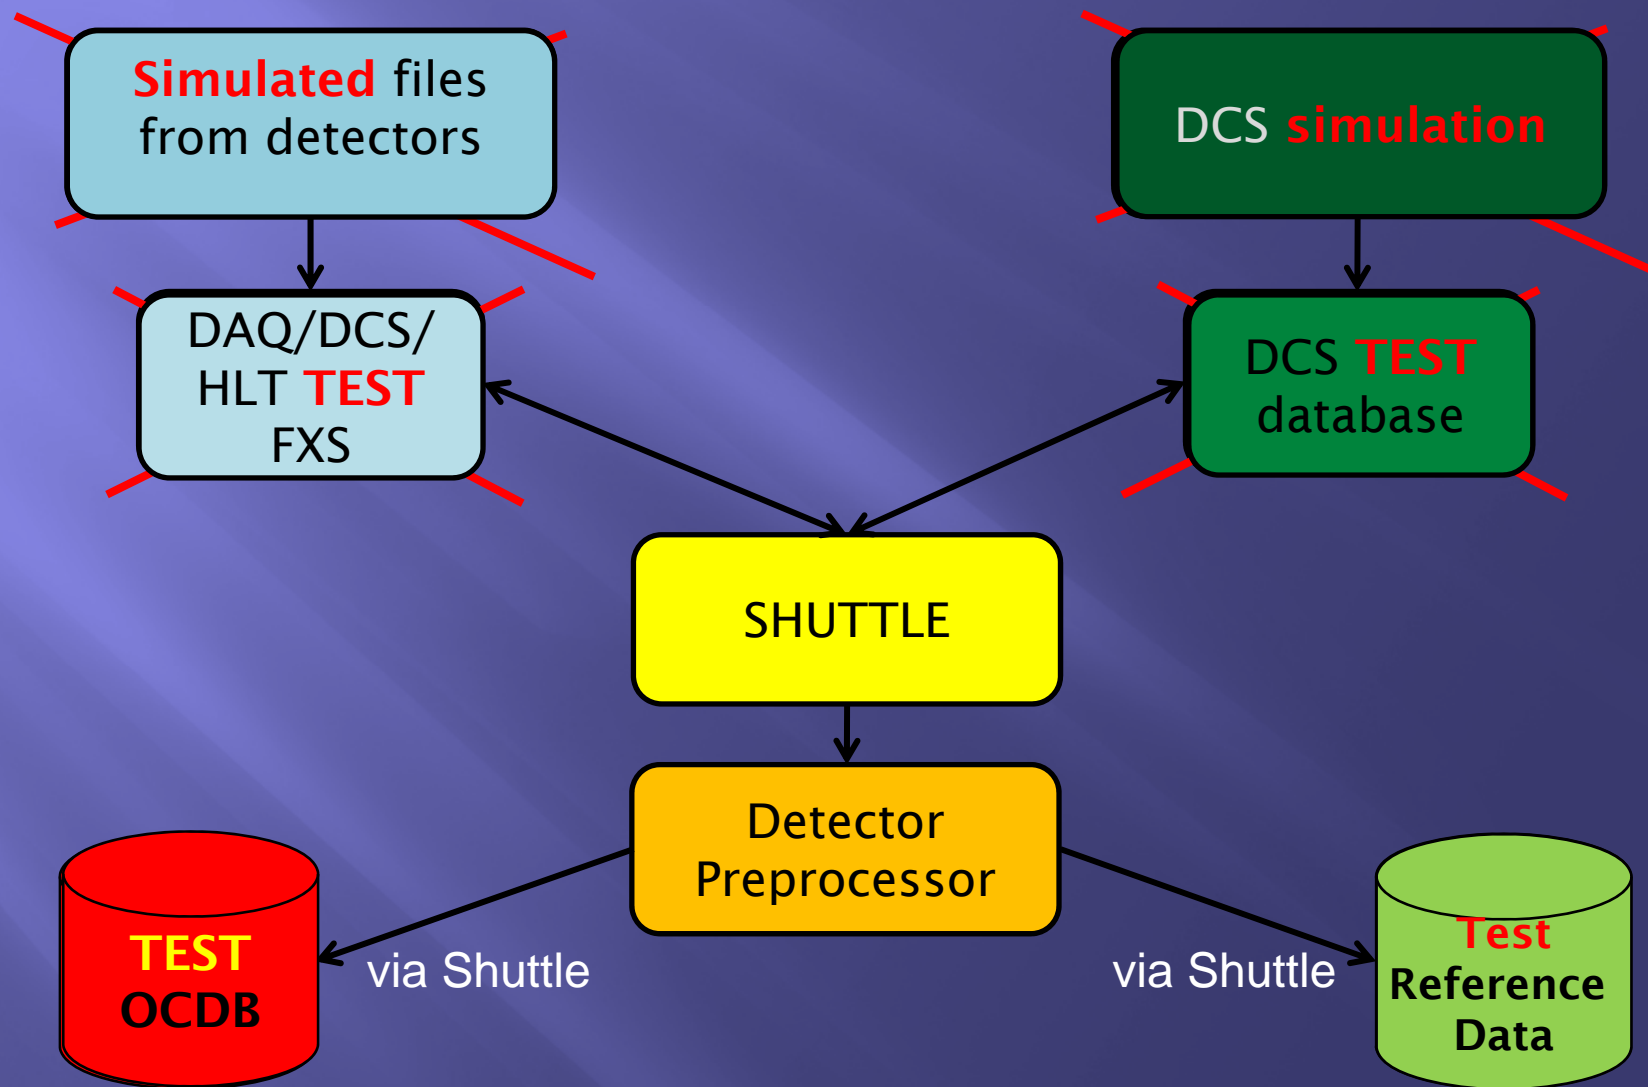 Simulated files
from detectors
DCS simulation
DAQ/DCS/
HLT TEST
FXS
DCS TEST
database
SHUTTLE
Detector
Preprocessor
TEST
OCDB
via Shuttle
via Shuttle
Test
Reference
Data